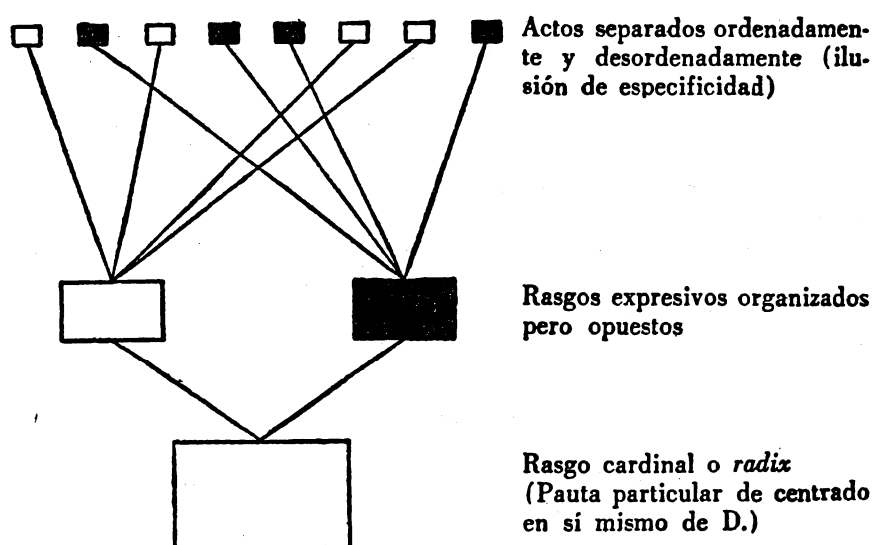 Actos separados ordenadamen-
te y desordenadamente (ilu-
sión de especificidad)
Rasgos expresivos organizados
pero opuestos
Rasgo cardinal o radix
(Pauta particular de centrado
en sí mismo de D.)